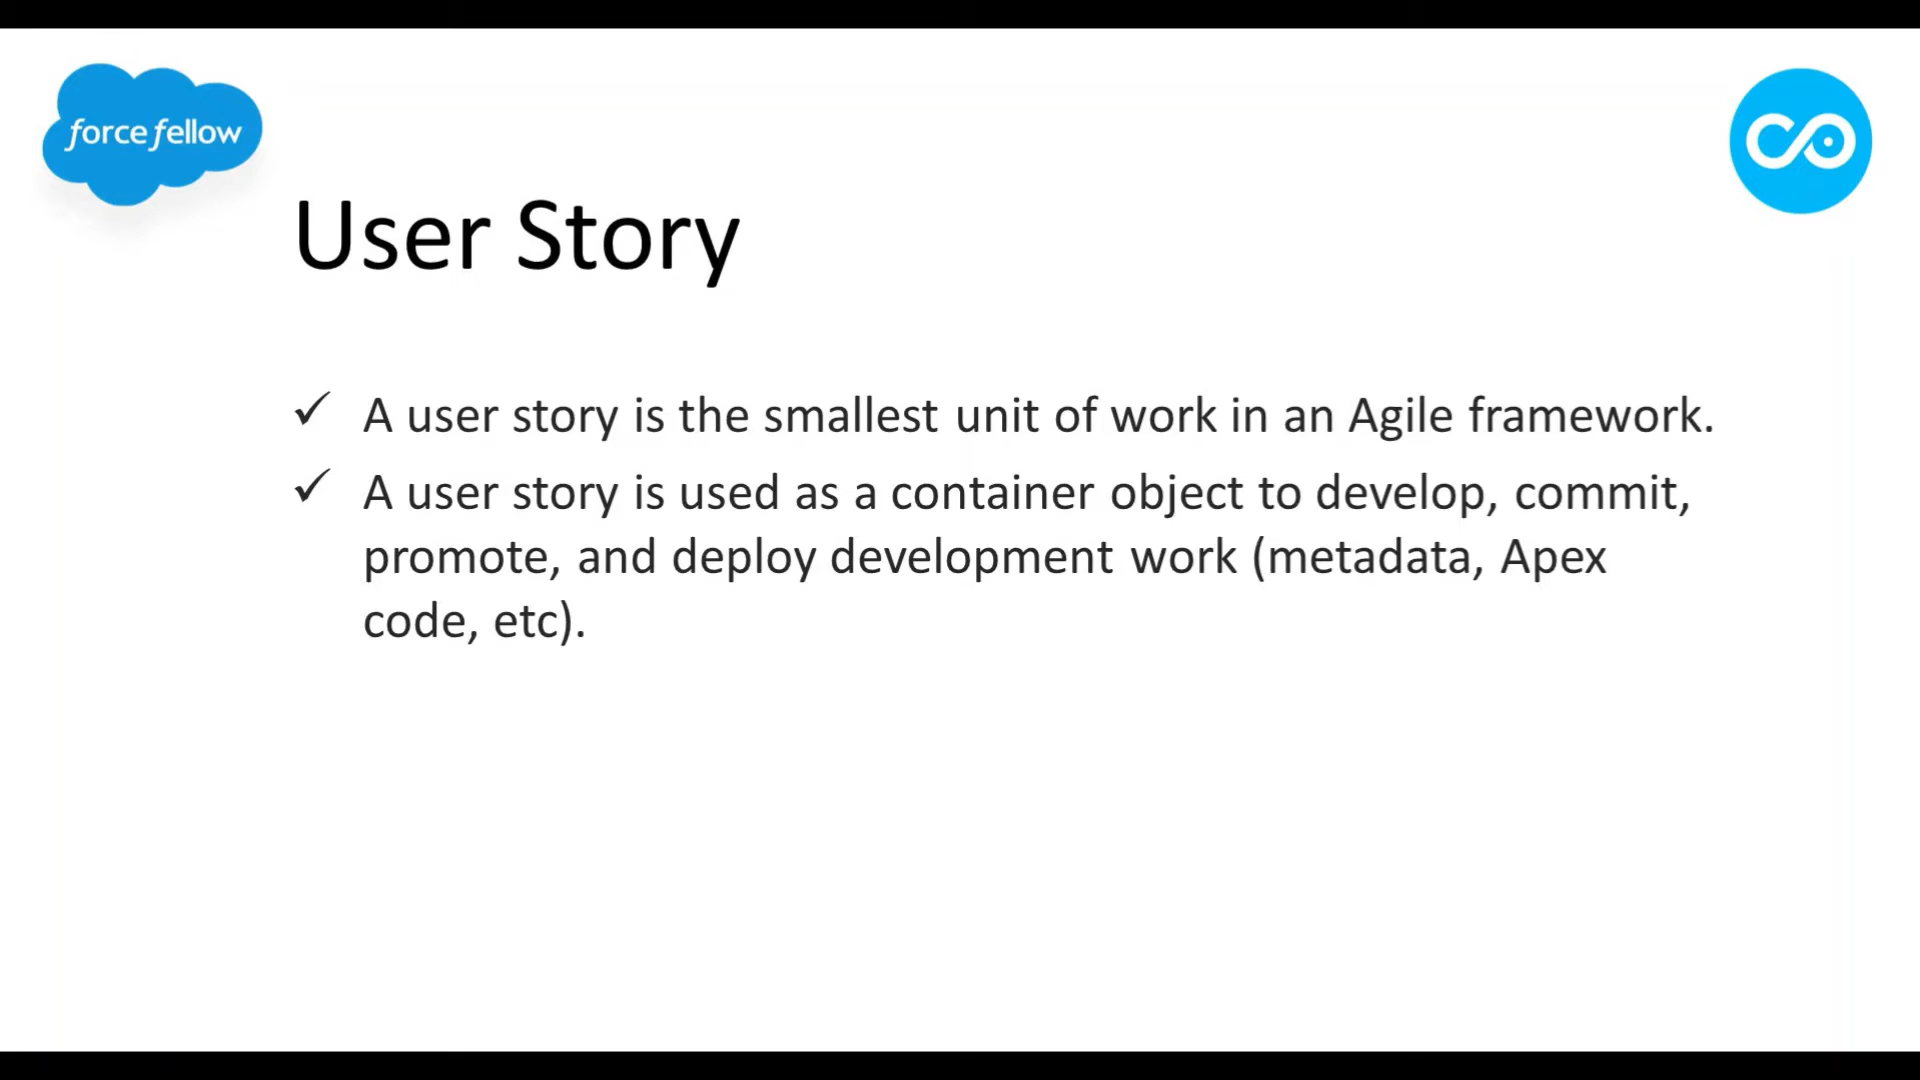 force fellow
User Story
✓ A user story is the smallest unit of work in an Agile framework.
✓ A user story is used as a container object to develop, commit,
promote, and deploy development work (metadata, Apex
code, etc).